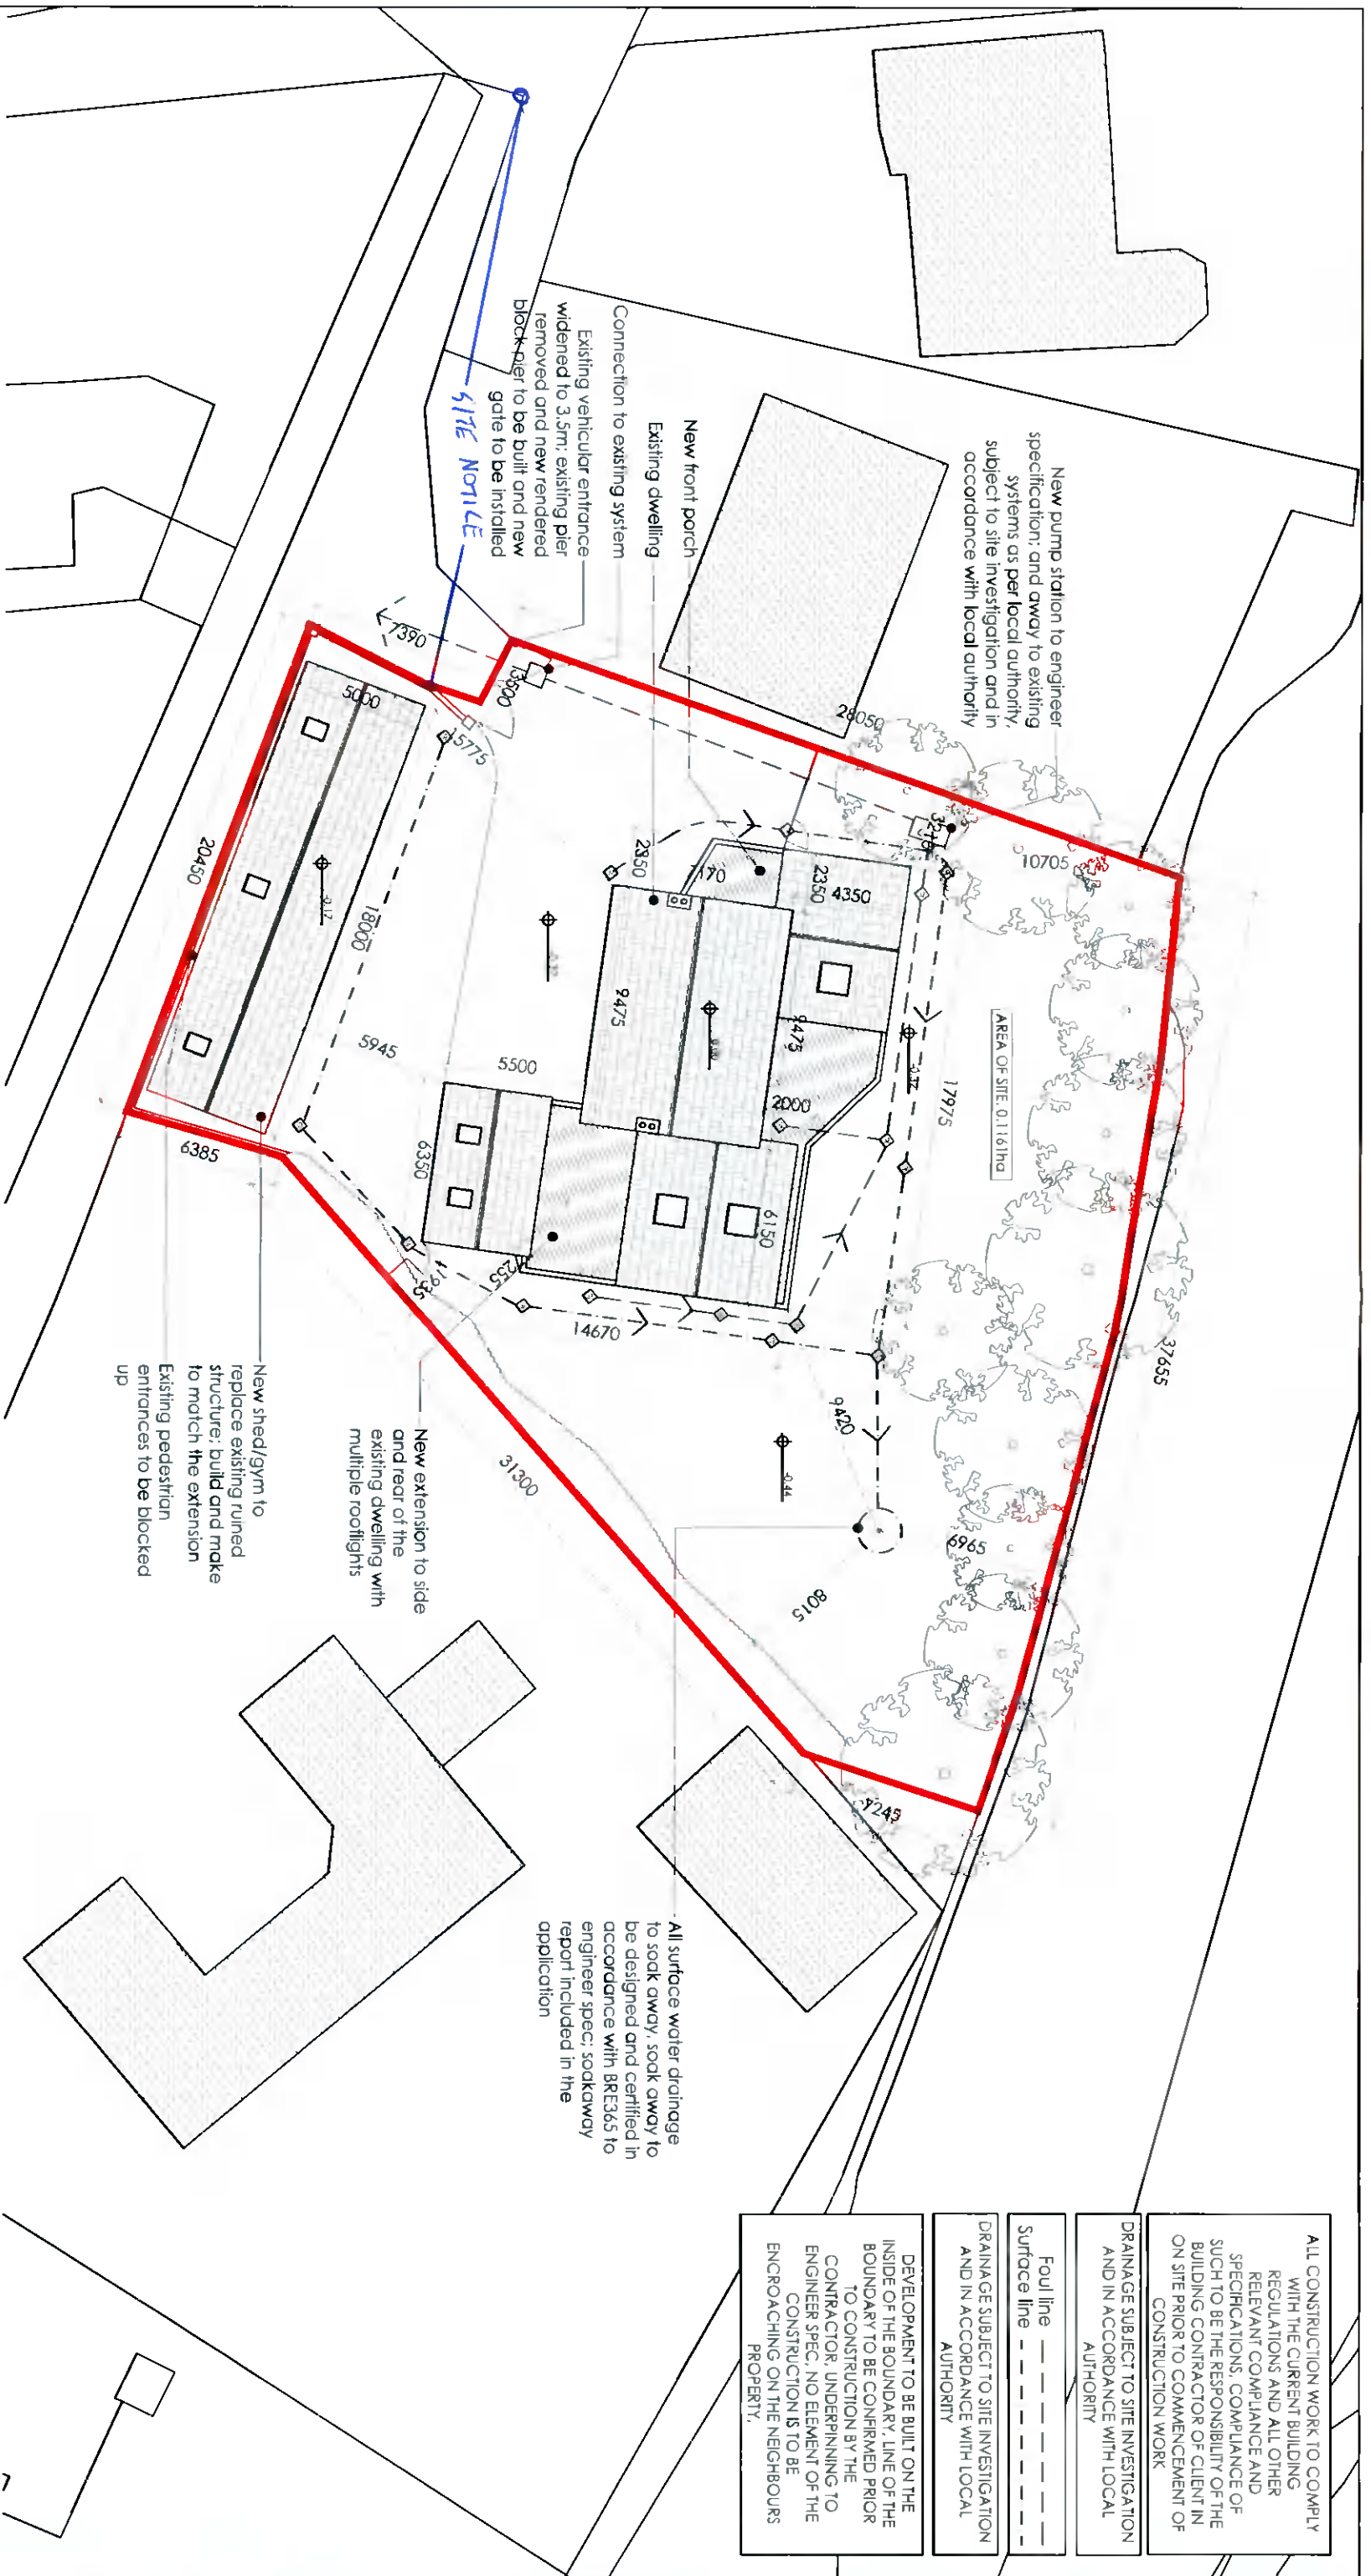 ALL CONSTRUCTION WORK TO COMPLY
WITH THE CURRENT BUILDING
REGULATIONS AND ALL OTHER
RELEVANT COMPLIANCE AND
SPECIFICATIONS. COMPLIANCE OF
SUCH TO BE THE RESPONSIBILITY OF THE
BUILDING CONTRACTOR OF CLIENT IN
ON SITE PRIOR TO COMMENCEMENT OF
CONSTRUCTION WORK
DRAINAGE SUBJECT TO SITE INVESTIGATION
AND IN ACCORDANCE WITH LOCAL
AUTHORITY
Foul line
Surface line
DRAINAGE SUBJECT TO SITE INVESTIGATION
AND IN ACCORDANCE WITH LOCAL
AUTHORITY
DEVELOPMENT TO BE BUILT ON THE
INSIDE OF THE BOUNDARY. LINE OF THE
BOUNDARY TO BE CONFIRMED PRIOR
TO CONSTRUCTION BY THE
CONTRACTOR. UNDERPINNING TO
ENGINEER SPEC. NO ELEMENT OF THE
CONSTRUCTION IS TO BE
ENCROACHING ON THE NEIGHBOURS
PROPERTY.
New pump station to engineer
specification; and away to existing
systems as per local authority,
subject to site investigation and in
accordance with local authority
New front porch
Existing dwelling
Connection to existing system
Existing vehicular entrance
widened to 3.5m; existing pier
removed and new rendered
block pier to be built and new
gate to be installed
SITE NOTICE
AREA OF SITE: 0.1161ha
28050
10705
37655
17975
4350
2350
2350
9475
9475
2000
6150
5500
5945
6350
14670
9420
6965
8015
7245
31300
7255
1935
6385
20450
18000
5000
5775
3500
7390
-0.44
-0.17
All surface water drainage
to soak away, soak away to
be designed and certified in
accordance with BRE365 to
engineer spec; soakaway
report included in the
application
New extension to side
and rear of the
existing dwelling with
multiple rooflights
New shed/gym to
replace existing ruined
structure; build and make
to match the extension
Existing pedestrian
entrances to be blocked
up